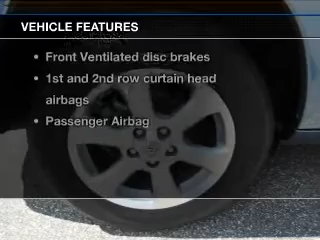 VEHICLE FEATURES
• Front Ventilated disc brakes
• 1st and 2nd row curtain head
airbags
• Passenger Airbag